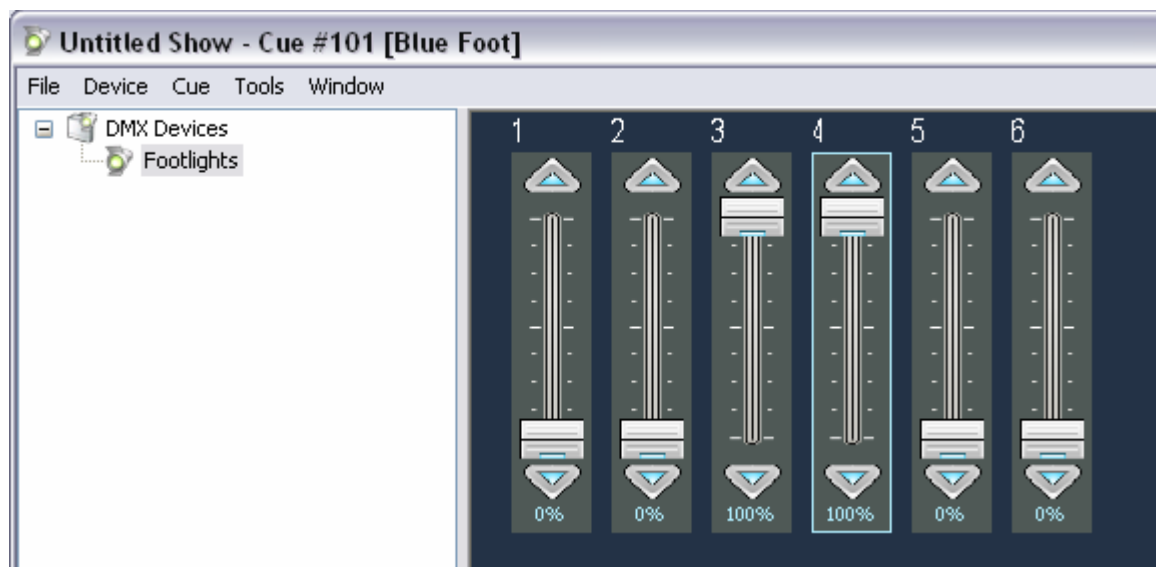 Untitled Show - Cue #101 [Blue Foot]
File Device Cue Tools Window
DMX Devices
Footlights
1 2 3 4 5 6
0% 0% 100% 100% 0% 0%